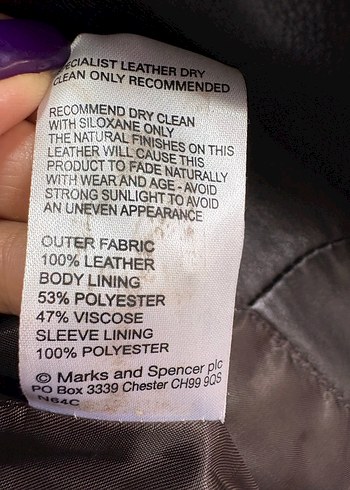 SPECIALIST LEATHER DRY
CLEAN ONLY RECOMMENDED
RECOMMEND DRY CLEAN
WITH SILOXANE ONLY
THE NATURAL FINISHES ON THIS
LEATHER WILL CAUSE THIS
PRODUCT TO FADE NATURALLY
WITH WEAR AND AGE - AVOID
STRONG SUNLIGHT TO AVOID
AN UNEVEN APPEARANCE
OUTER FABRIC
100% LEATHER
BODY LINING
53% POLYESTER
47% VISCOSE
SLEEVE LINING
100% POLYESTER
© Marks and Spencer plc
PO Box 3339 Chester CH99 9QS
N64C